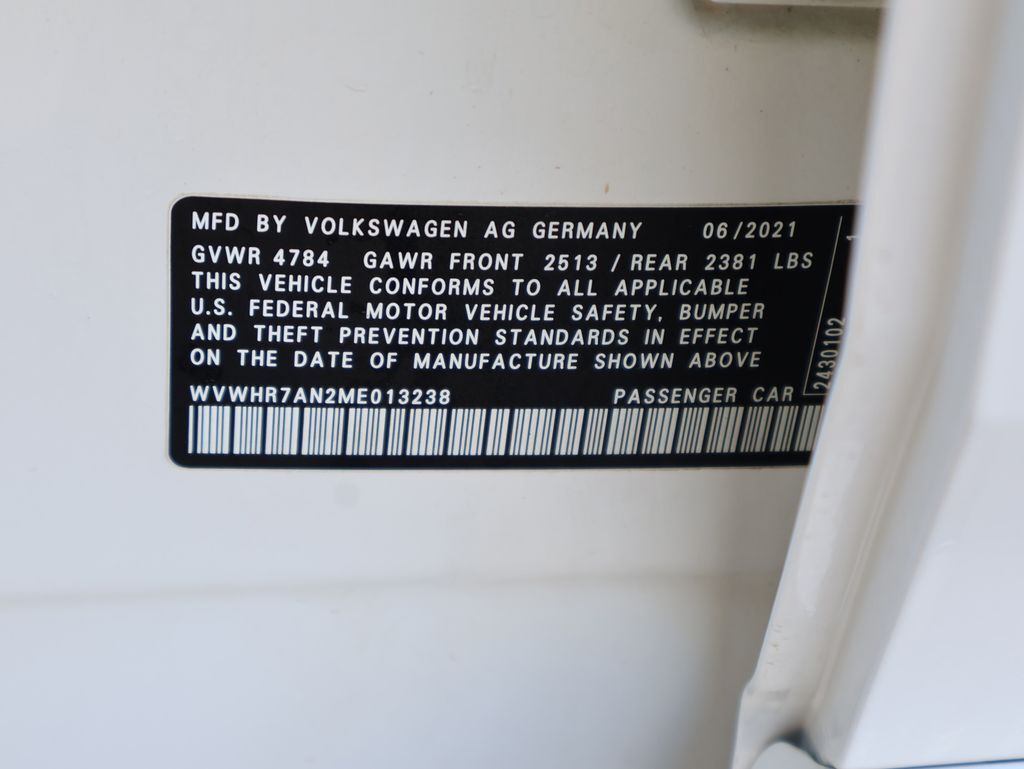 MFD BY VOLKSWAGEN AG GERMANY 06/2021
GVWR 4784 GAWR FRONT 2513 / REAR 2381 LBS
THIS VEHICLE CONFORMS TO ALL APPLICABLE
U.S. FEDERAL MOTOR VEHICLE SAFETY, BUMPER
AND THEFT PREVENTION STANDARDS IN EFFECT
ON THE DATE OF MANUFACTURE SHOWN ABOVE
WVWHR7AN2ME013238 PASSENGER CAR
2430102